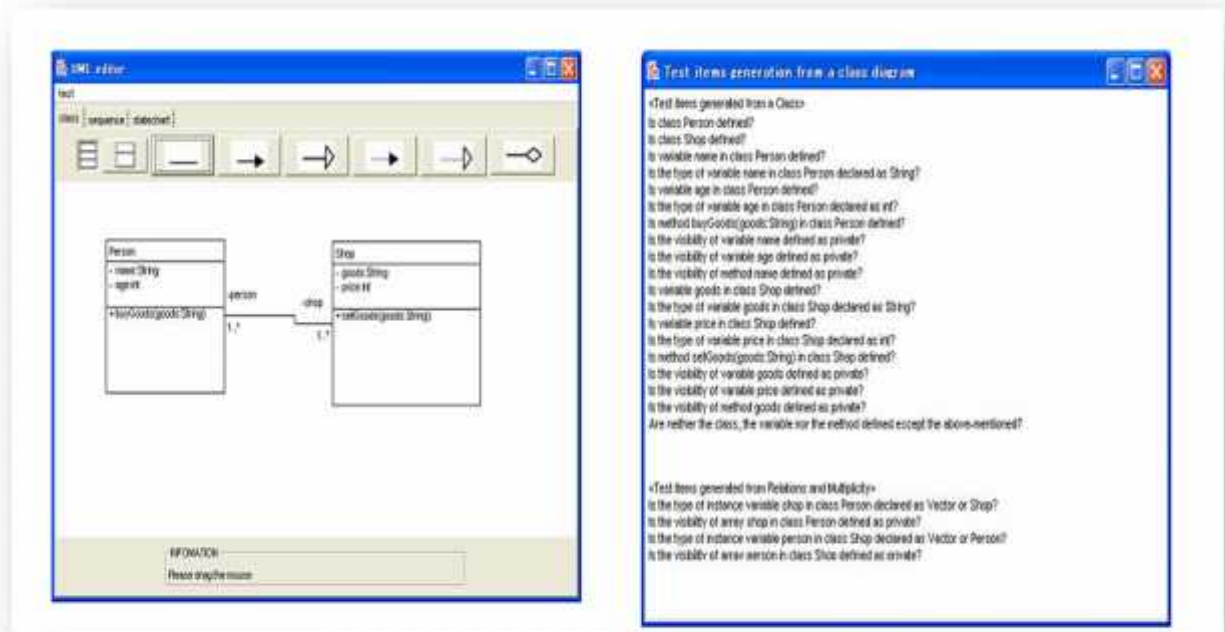 UML editor
test
class sequence statechart
Person
- name:String
- age:int
+buyGoods(goods:String)
-person
1..*
-shop
1..*
Shop
- goods:String
- price:int
+sellGoods(goods:String)
INFOMATION
Please drag the mouse
Test items generation from a class diagram
<Test items generated from a Class>
Is class Person defined?
Is class Shop defined?
Is variable name in class Person defined?
Is the type of variable name in class Person declared as String?
Is variable age in class Person defined?
Is the type of variable age in class Person declared as int?
Is method buyGoods(goods:String) in class Person defined?
Is the visibility of variable name defined as private?
Is the visibility of variable age defined as private?
Is the visibility of method name defined as private?
Is variable goods in class Shop defined?
Is the type of variable goods in class Shop declared as String?
Is variable price in class Shop defined?
Is the type of variable price in class Shop declared as int?
Is method sellGoods(goods:String) in class Shop defined?
Is the visibility of variable goods defined as private?
Is the visibility of variable price defined as private?
Is the visibility of method goods defined as private?
Are neither the class, the variable nor the method defined except the above-mentioned?
<Test items generated from Relations and Multiplicity>
Is the type of instance variable shop in class Person declared as Vector or Shop?
Is the visibility of array shop in class Person defined as private?
Is the type of instance variable person in class Shop declared as Vector or Person?
Is the visibility of array person in class Shop defined as private?